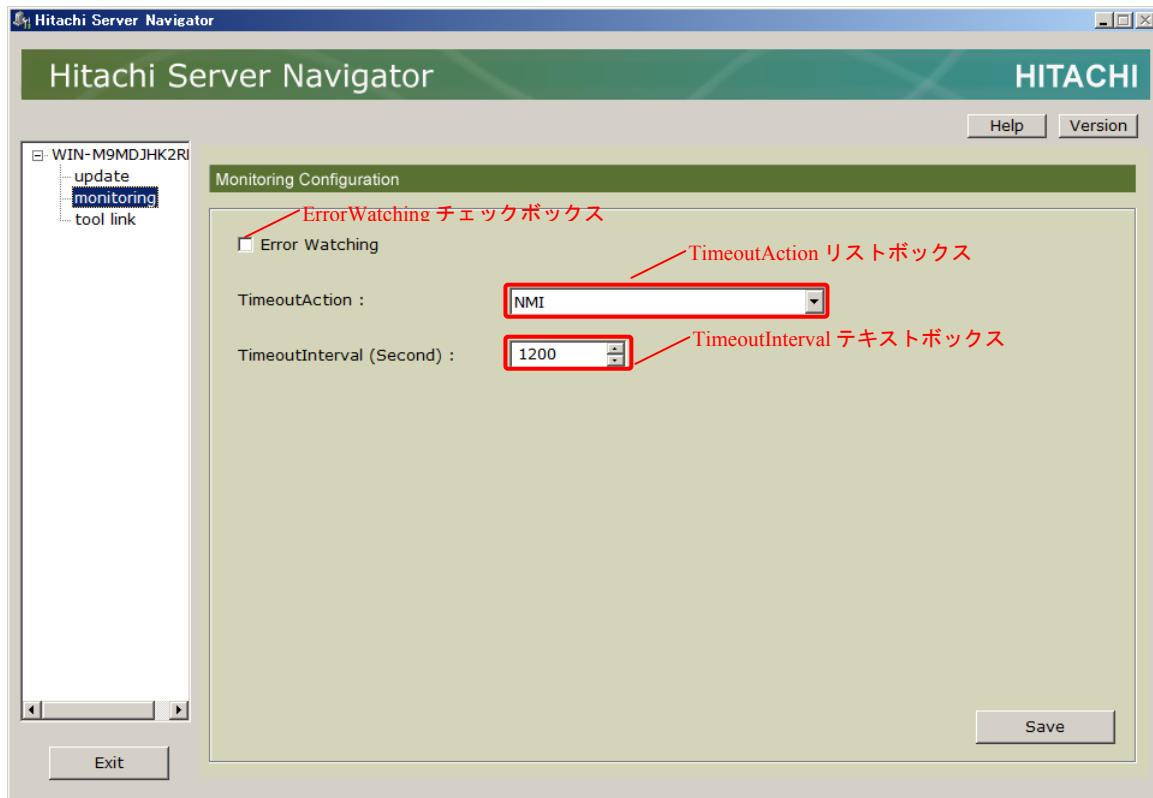 Hitachi Server Navigator
Hitachi Server Navigator
HITACHI
Help
Version
WIN-M9MDJHK2R
update
monitoring
tool link
Monitoring Configuration
ErrorWatching チェックボックス
Error Watching
TimeoutAction リストボックス
TimeoutAction :
NMI
TimeoutInterval テキストボックス
TimeoutInterval (Second) :
1200
Save
Exit